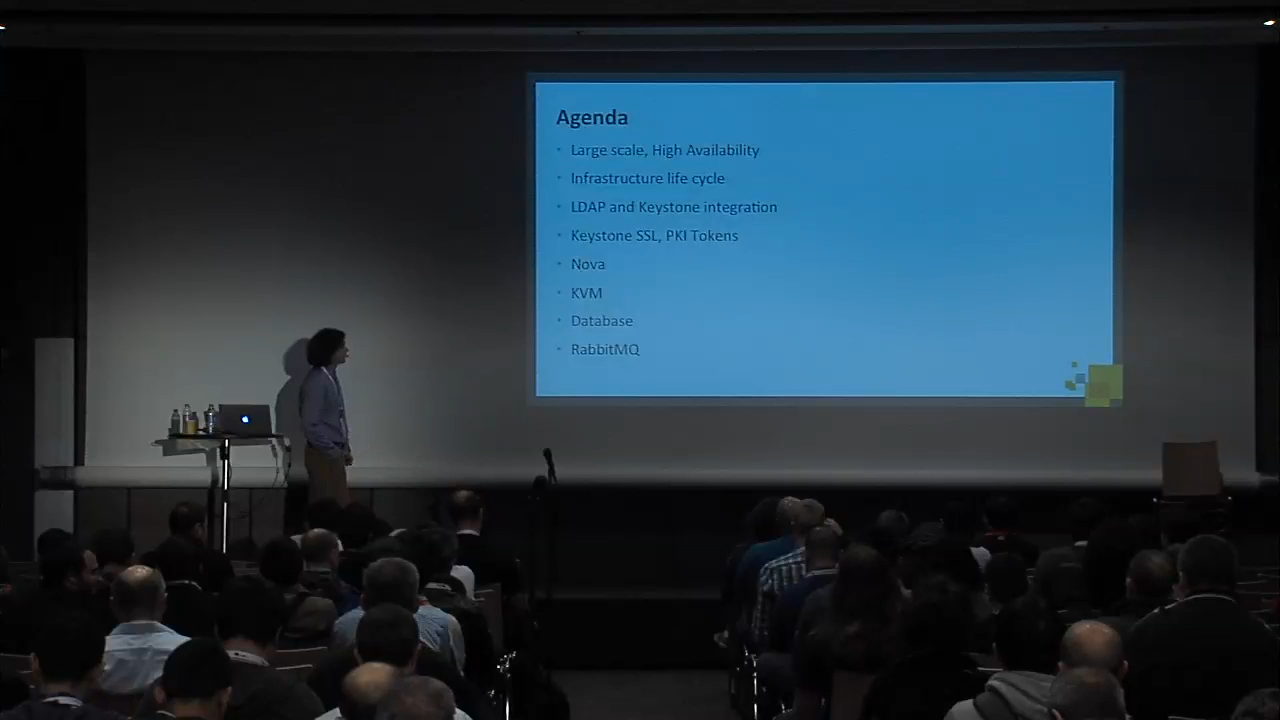 Agenda
Large scale, High Availability
Infrastructure life cycle
LDAP and Keystone integration
Keystone SSL, PKI Tokens
Nova
KVM
Database
RabbitMQ